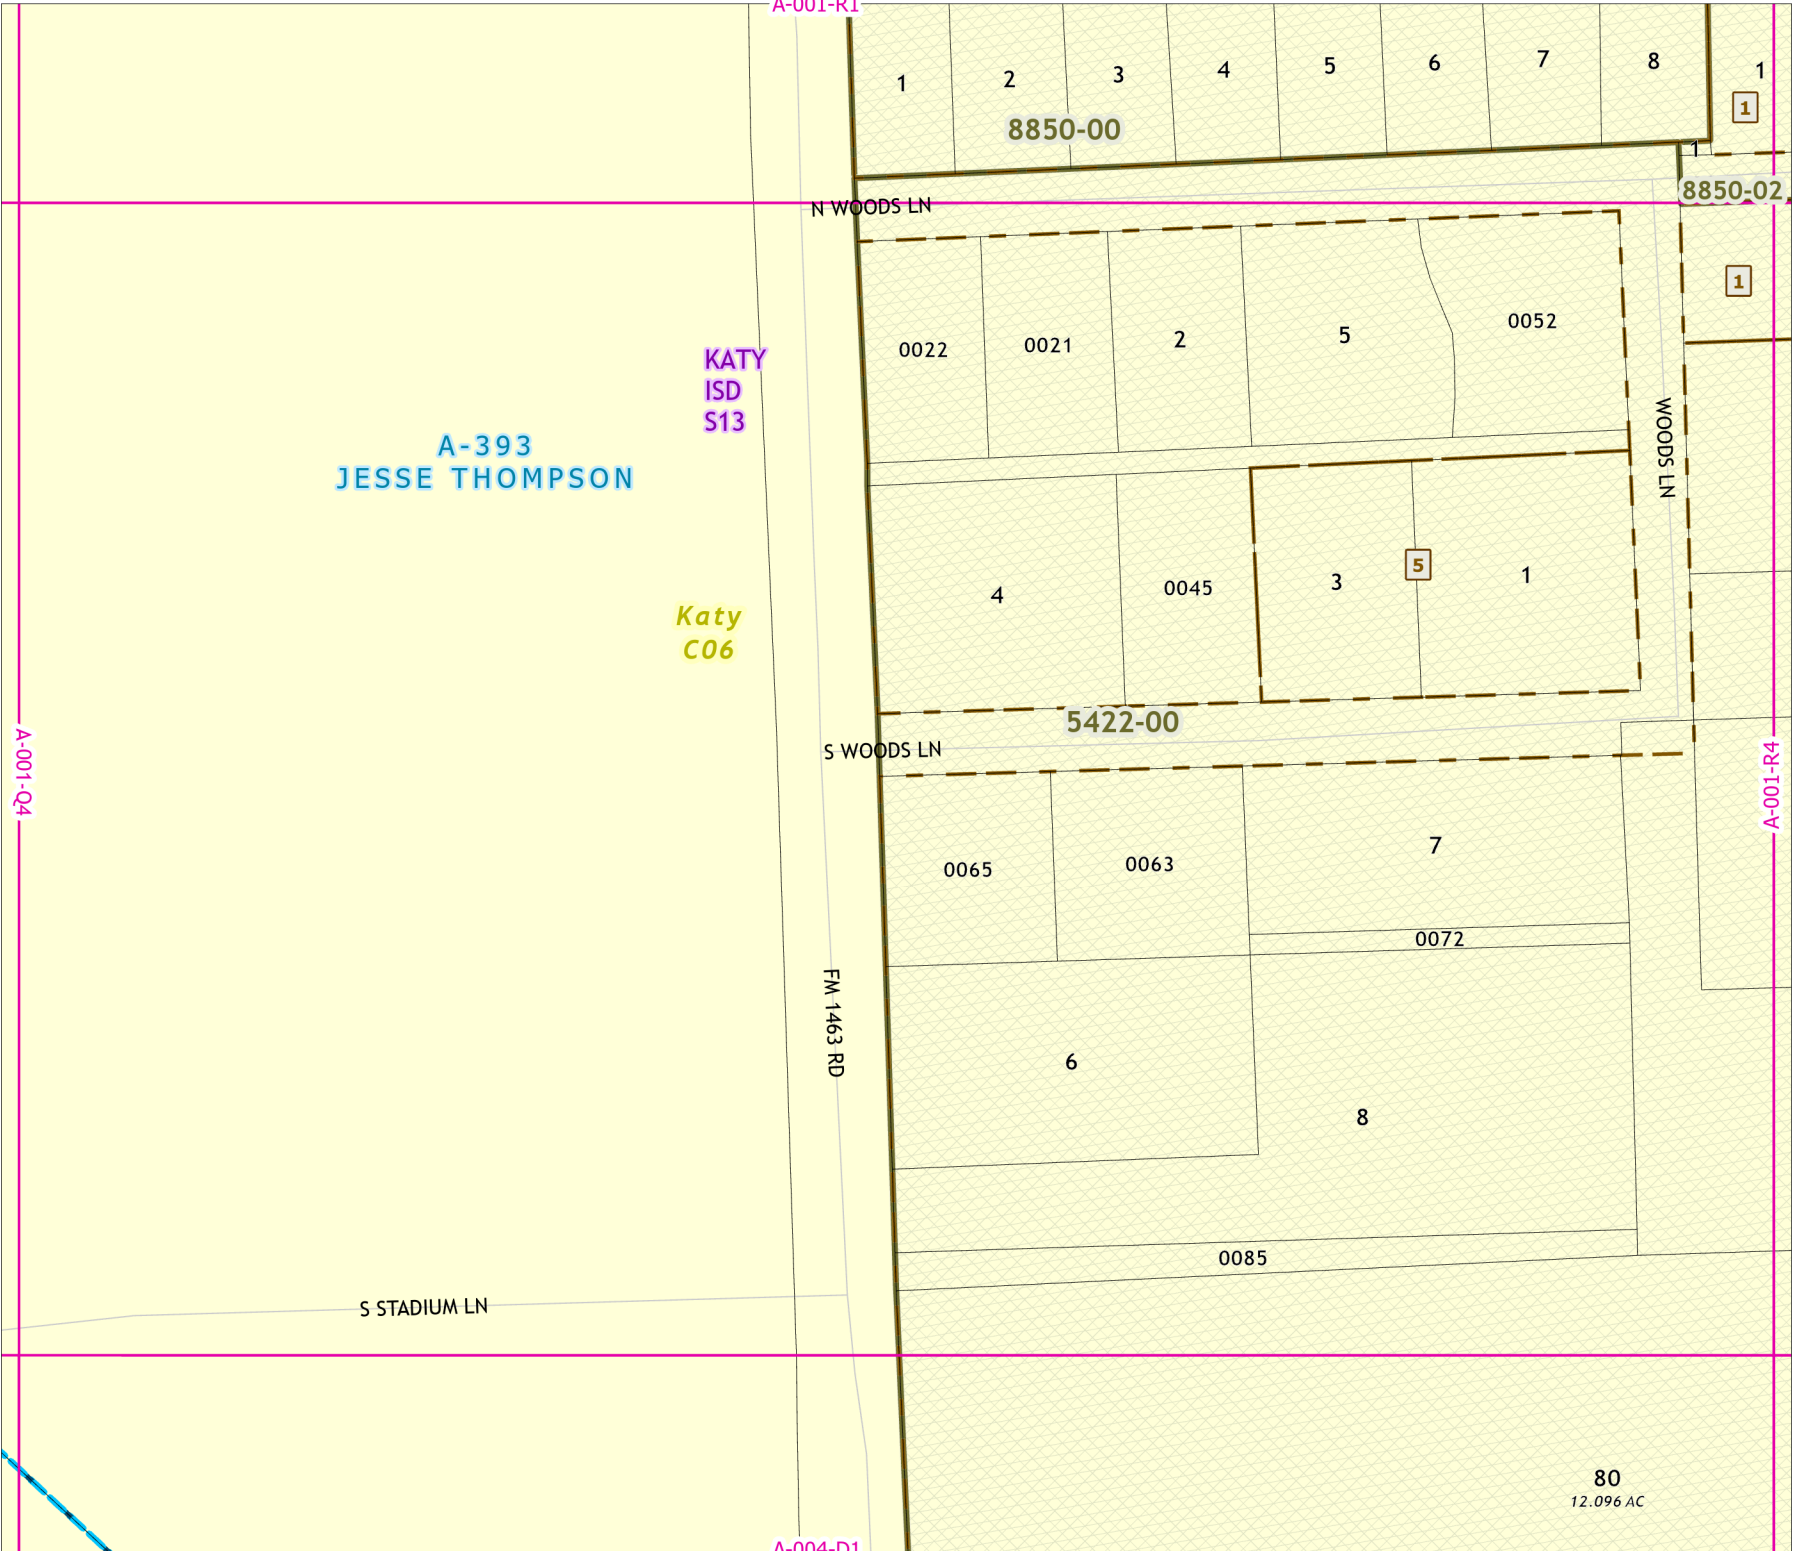 A-001-R1
1
2
3
4
5
6
7
8
1
1
8850-00
1
8850-02
N WOODS LN
1
0022
0021
2
5
0052
KATY
ISD
S13
A-393
JESSE THOMPSON
WOODS LN
4
0045
3
5
1
Katy
C06
5422-00
S WOODS LN
A-001-Q4
A-001-R4
0065
0063
7
0072
FM 1463 RD
6
8
0085
S STADIUM LN
80
12.096 AC
A-004-D1